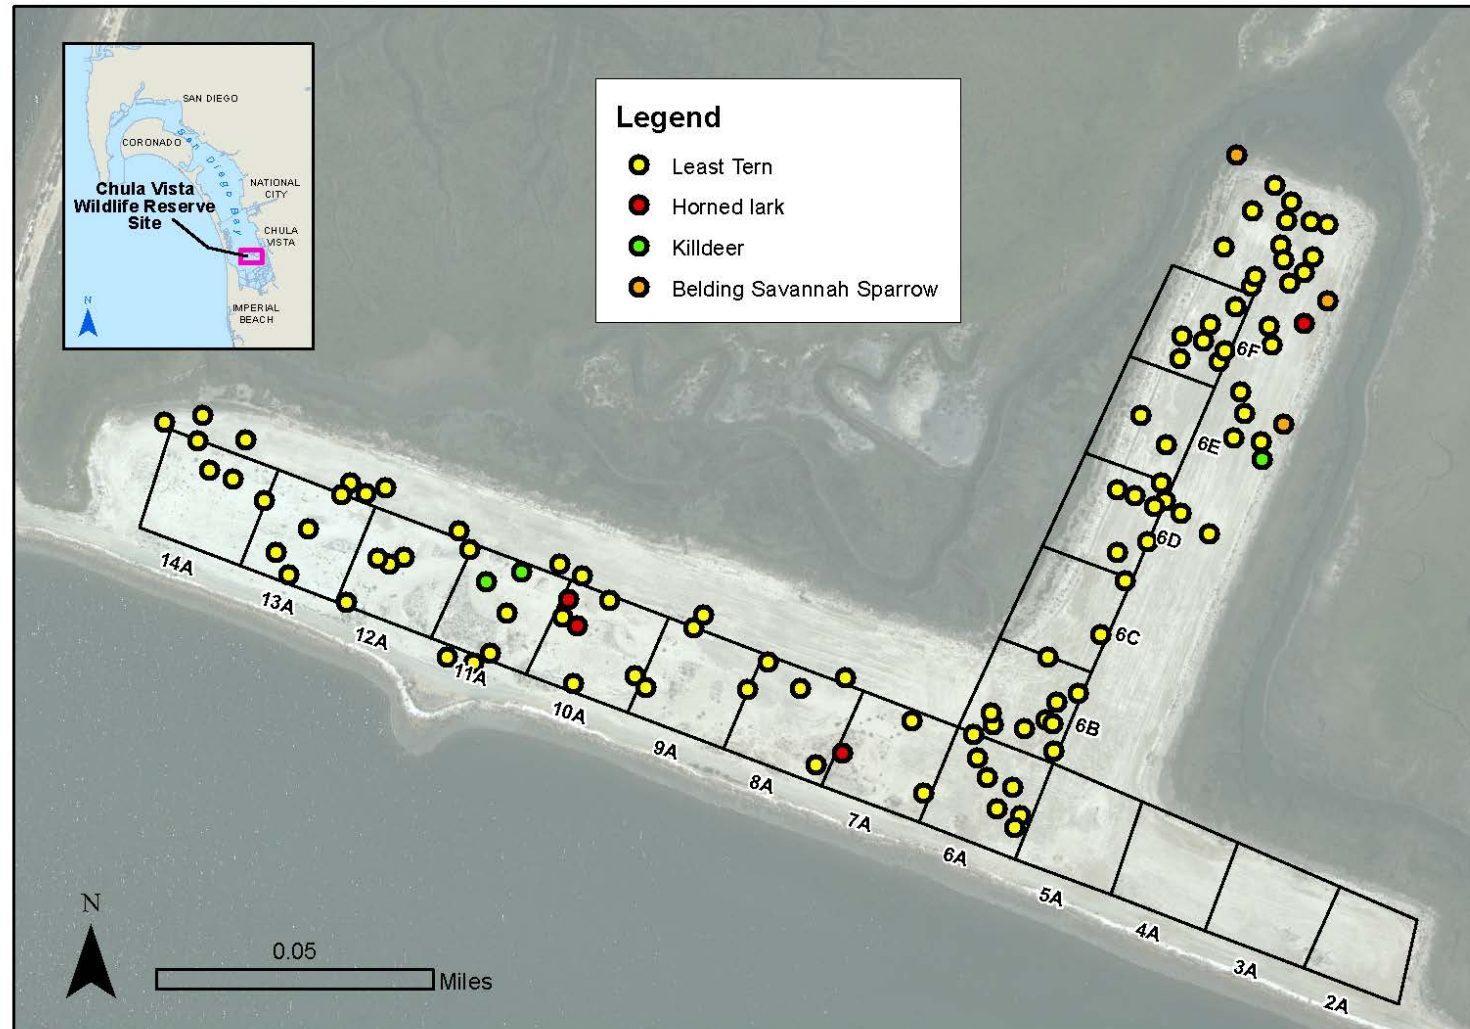 SAN DIEGO
CORONADO
San Diego Bay
NATIONAL
CITY
Chula Vista
Wildlife Reserve
Site
CHULA
VISTA
IMPERIAL
BEACH
N
Legend
Least Tern
Horned lark
Killdeer
Belding Savannah Sparrow
6F
6E
6D
6C
6B
14A
13A
12A
11A
10A
9A
8A
7A
6A
5A
4A
3A
2A
N
0.05
Miles